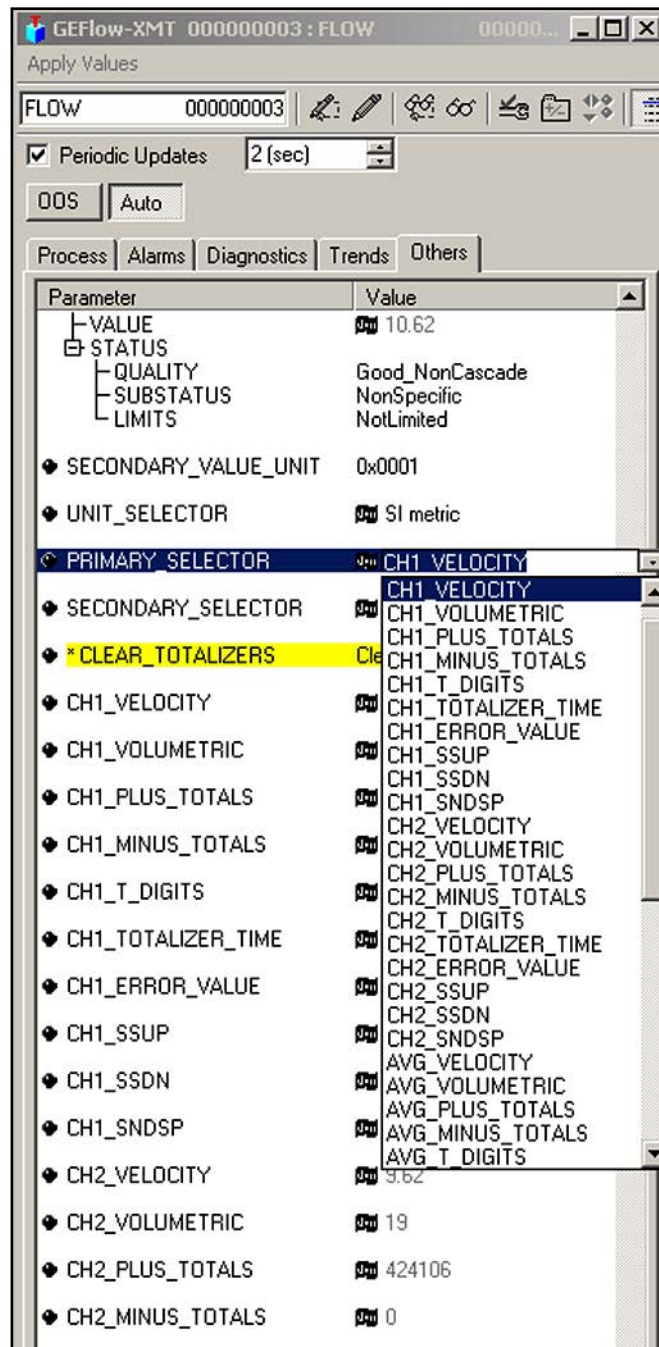 GEFlow-XMT 000000003 : FLOW 00000...
Apply Values
FLOW 000000003
Periodic Updates 2 (sec)
OOS Auto
Process Alarms Diagnostics Trends Others
Parameter Value
VALUE 10.62
STATUS
QUALITY Good_NonCascade
SUBSTATUS NonSpecific
LIMITS NotLimited
SECONDARY_VALUE_UNIT 0x0001
UNIT_SELECTOR SI metric
PRIMARY_SELECTOR CH1_VELOCITY
CH1_VELOCITY
SECONDARY_SELECTOR CH1_VOLUMETRIC
CH1_PLUS_TOTALS
* CLEAR_TOTALIZERS Cle CH1_MINUS_TOTALS
CH1_T_DIGITS
CH1_VELOCITY CH1_TOTALIZER_TIME
CH1_ERROR_VALUE
CH1_VOLUMETRIC CH1_SSUP
CH1_SSDN
CH1_PLUS_TOTALS CH1_SNDSP
CH2_VELOCITY
CH1_MINUS_TOTALS CH2_VOLUMETRIC
CH2_PLUS_TOTALS
CH1_T_DIGITS CH2_MINUS_TOTALS
CH2_T_DIGITS
CH1_TOTALIZER_TIME CH2_TOTALIZER_TIME
CH2_ERROR_VALUE
CH1_ERROR_VALUE CH2_SSUP
CH2_SSDN
CH1_SSUP CH2_SNDSP
AVG_VELOCITY
CH1_SSDN AVG_VOLUMETRIC
AVG_PLUS_TOTALS
CH1_SNDSP AVG_MINUS_TOTALS
AVG_T_DIGITS
CH2_VELOCITY 9.62
CH2_VOLUMETRIC 19
CH2_PLUS_TOTALS 424106
CH2_MINUS_TOTALS 0